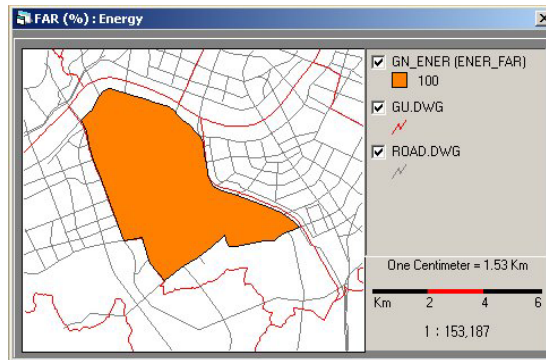 FAR (%) : Energy
GN_ENER (ENER_FAR)
100
GU.DWG
ROAD.DWG
One Centimeter = 1.53 Km
Km 2 4 6
1 : 153,187